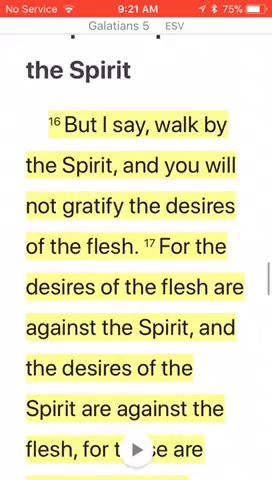 No Service 9:21 AM 75%
Galatians 5 ESV
the Spirit
16 But I say, walk by
the Spirit, and you will
not gratify the desires
of the flesh. 17 For the
desires of the flesh are
against the Spirit, and
the desires of the
Spirit are against the
flesh, for these are